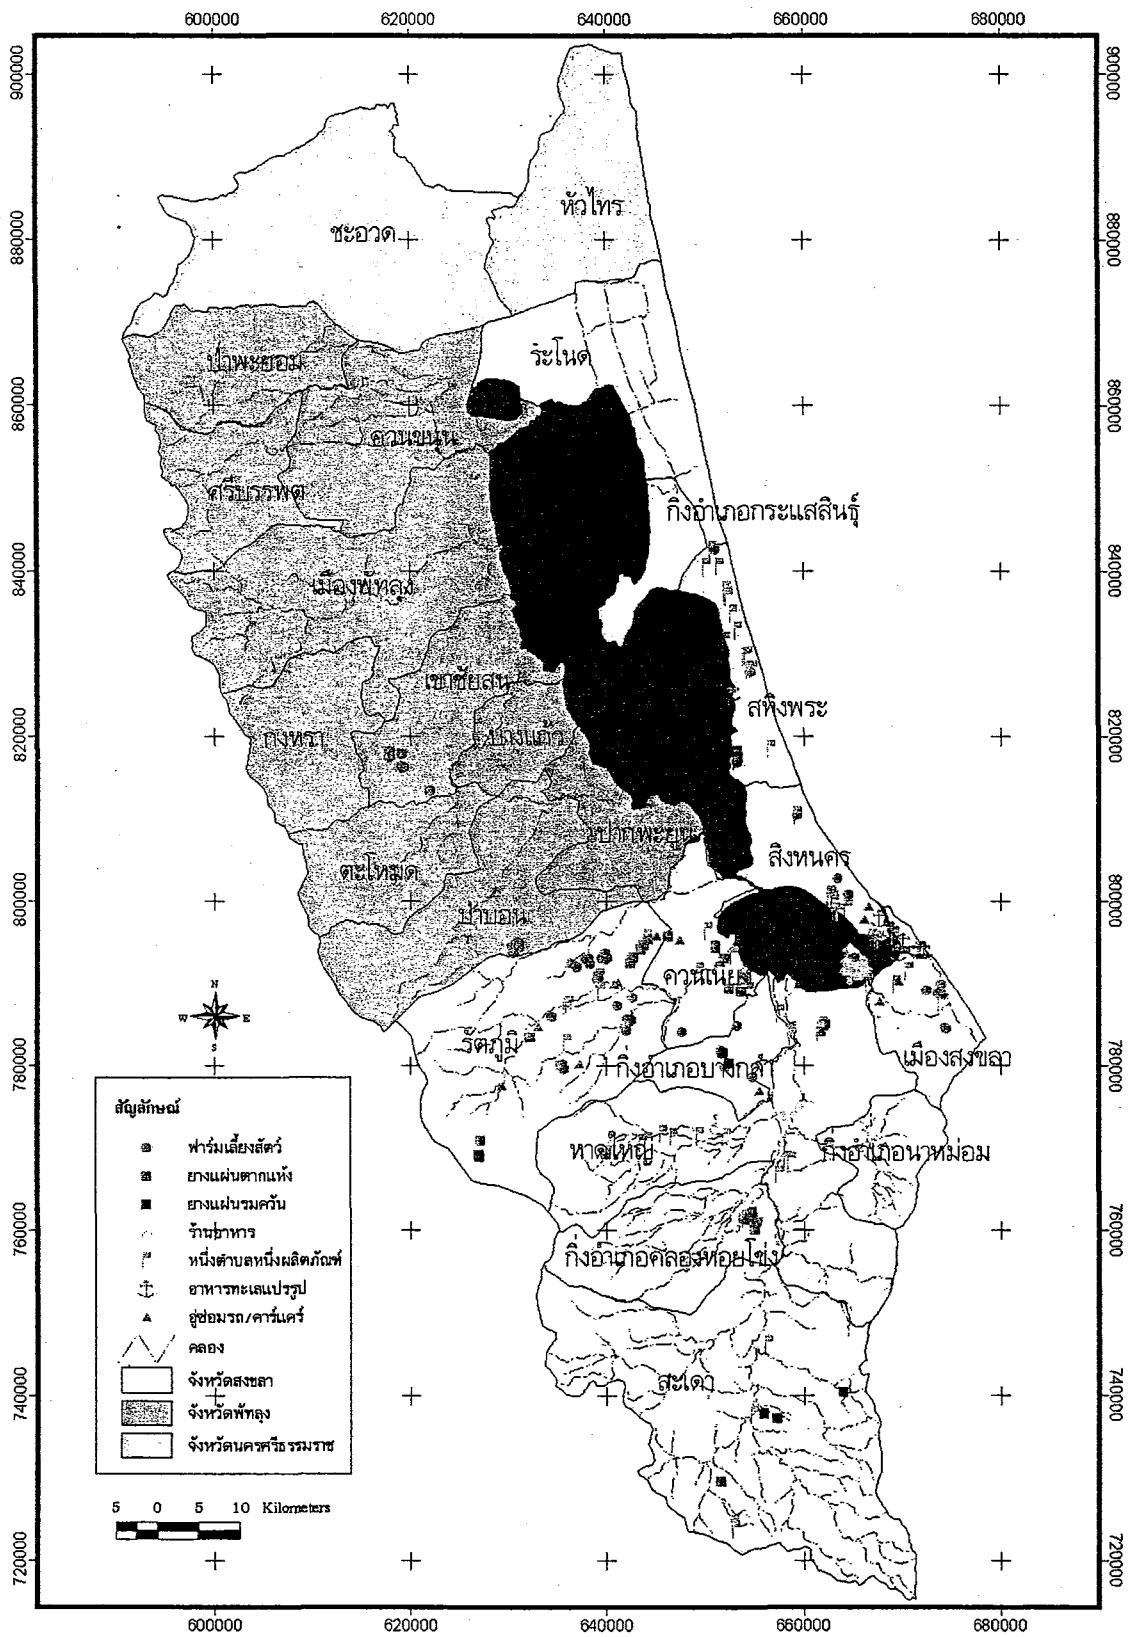 600000 620000 640000 660000 680000
900000 900000
880000 880000
860000 860000
840000 840000
820000 820000
800000 800000
780000 780000
760000 760000
740000 740000
720000 720000
หัวไทร
ชะอวด
ระโนด
ป่าพะยอม
ควนขนุน
ศรีบรรพต
กิ่งอำเภอกระแสสินธุ์
เมืองพัทลุง
เขาชัยสน
สทิงพระ
กงหรา
บางแก้ว
ปากพะยูน
สิงหนคร
ตะโหมด
ป่าบอน
ควนเนียง
รัตภูมิ
เมืองสงขลา
กิ่งอำเภอบางกล่ำ
หาดใหญ่
กิ่งอำเภอนาหม่อม
กิ่งอำเภอคลองหอยโข่ง
สะเดา
N
W E
S
สัญลักษณ์
ฟาร์มเลี้ยงสัตว์
ยางแผ่นตากแห้ง
ยางแผ่นรมควัน
ร้านอาหาร
หนึ่งตำบลหนึ่งผลิตภัณฑ์
อาหารทะเลแปรรูป
อู่ซ่อมรถ/คาร์แคร์
คลอง
จังหวัดสงขลา
จังหวัดพัทลุง
จังหวัดนครศรีธรรมราช
5 0 5 10 Kilometers
600000 620000 640000 660000 680000